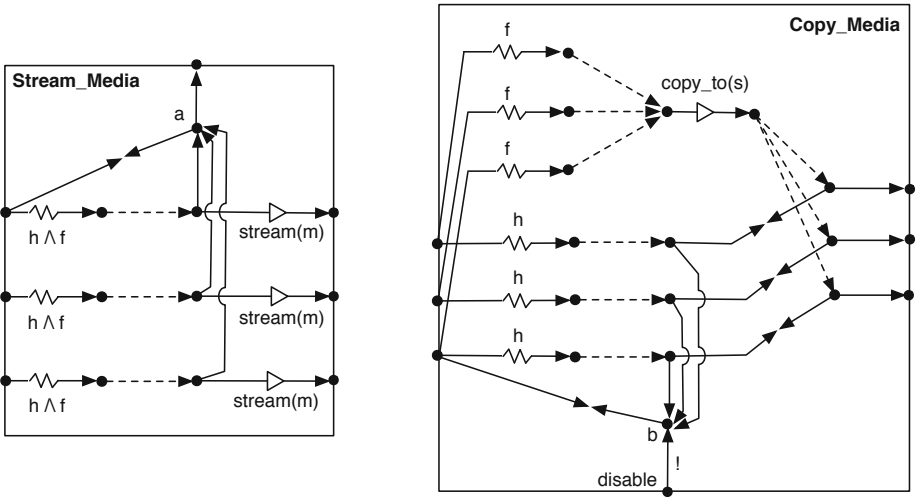 Stream_Media
a
h ∧ f
stream(m)
h ∧ f
stream(m)
h ∧ f
stream(m)
Copy_Media
f
f
f
copy_to(s)
h
h
h
b
!
disable